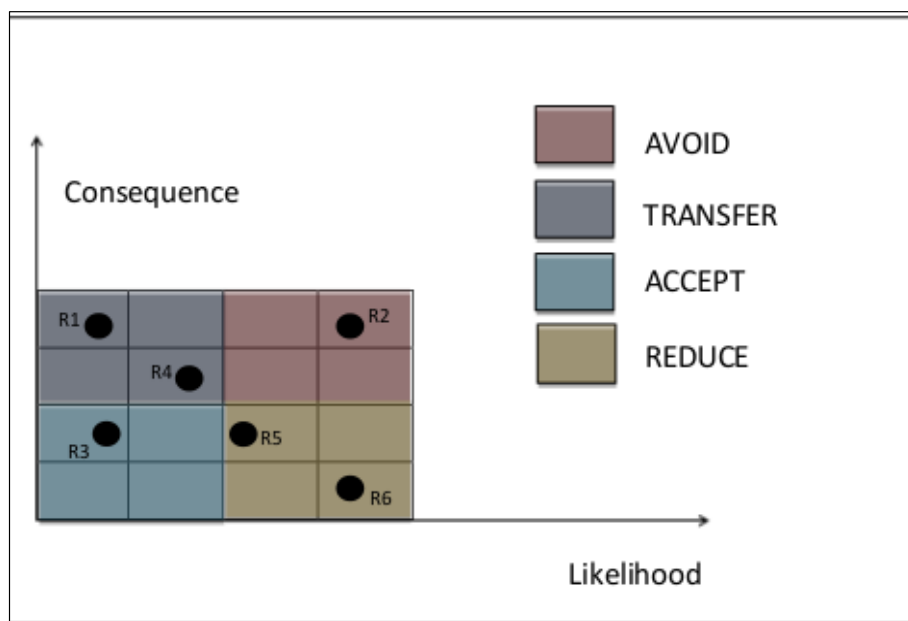 AVOID
Consequence
TRANSFER
ACCEPT
R1
R2
REDUCE
R4
R3
R5
R6
Likelihood